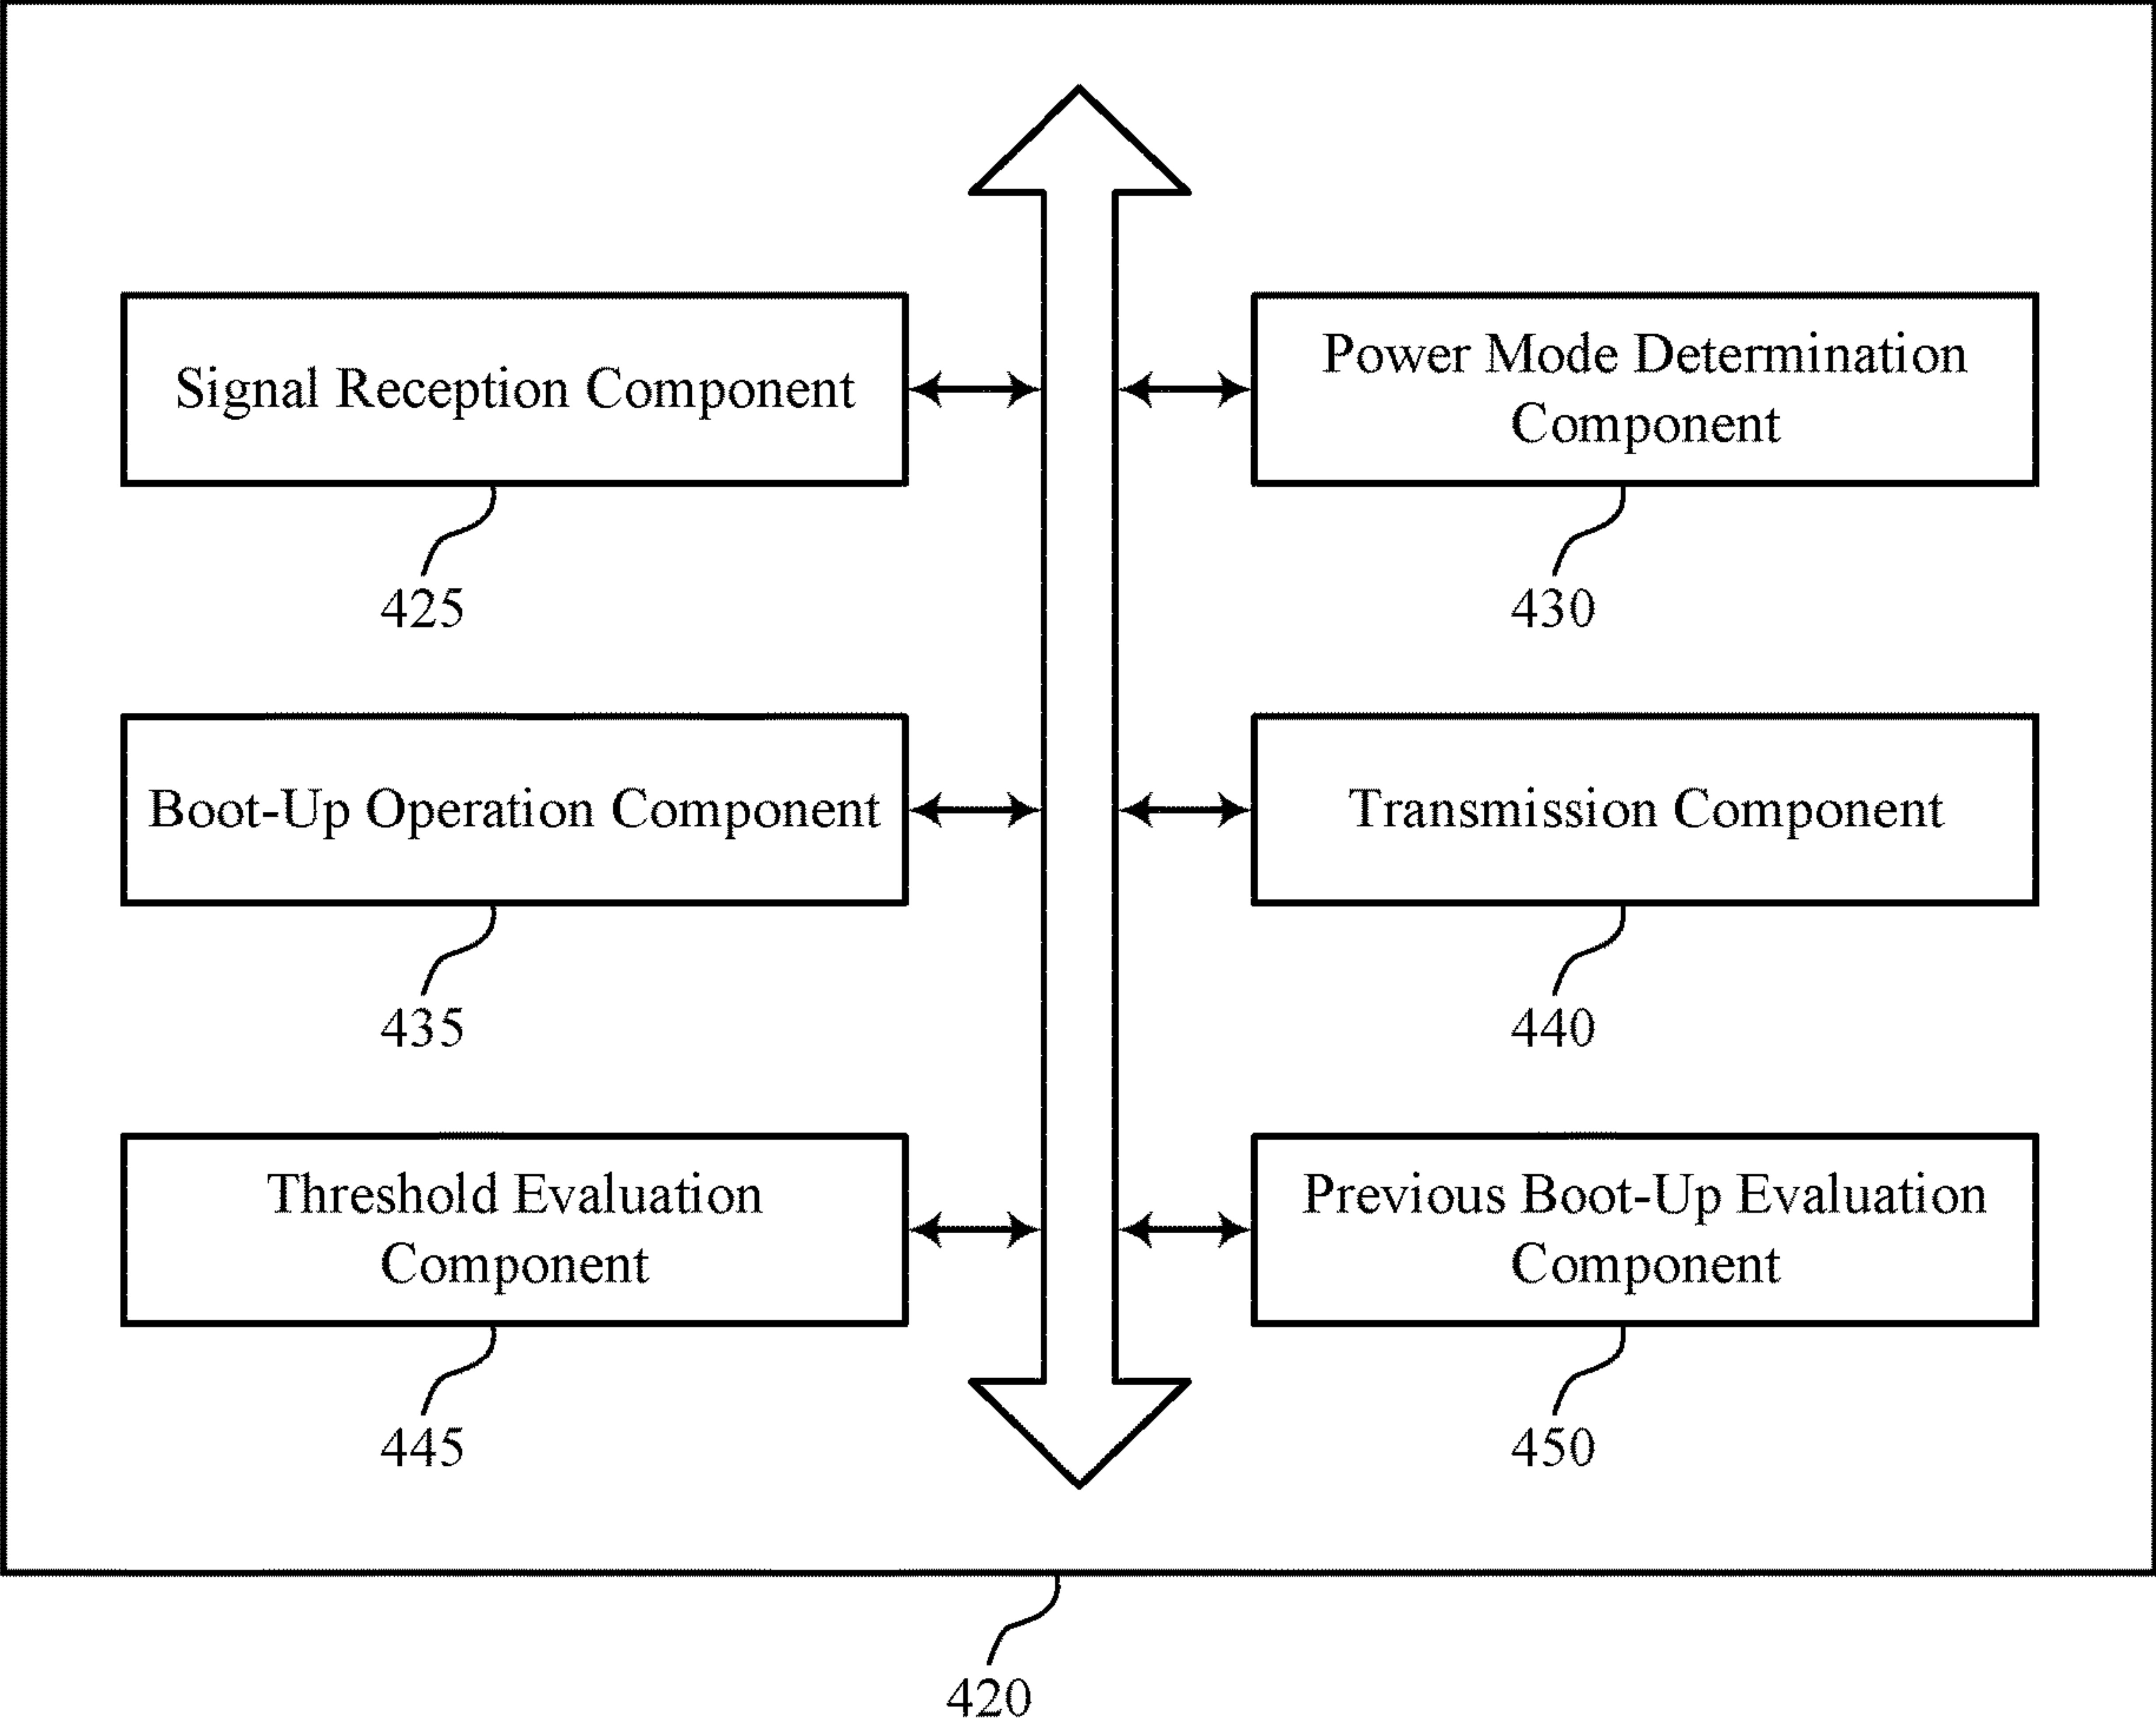 Signal Reception Component
425
Power Mode Determination
Component
430
Boot-Up Operation Component
435
Transmission Component
440
Threshold Evaluation
Component
445
Previous Boot-Up Evaluation
Component
450
420